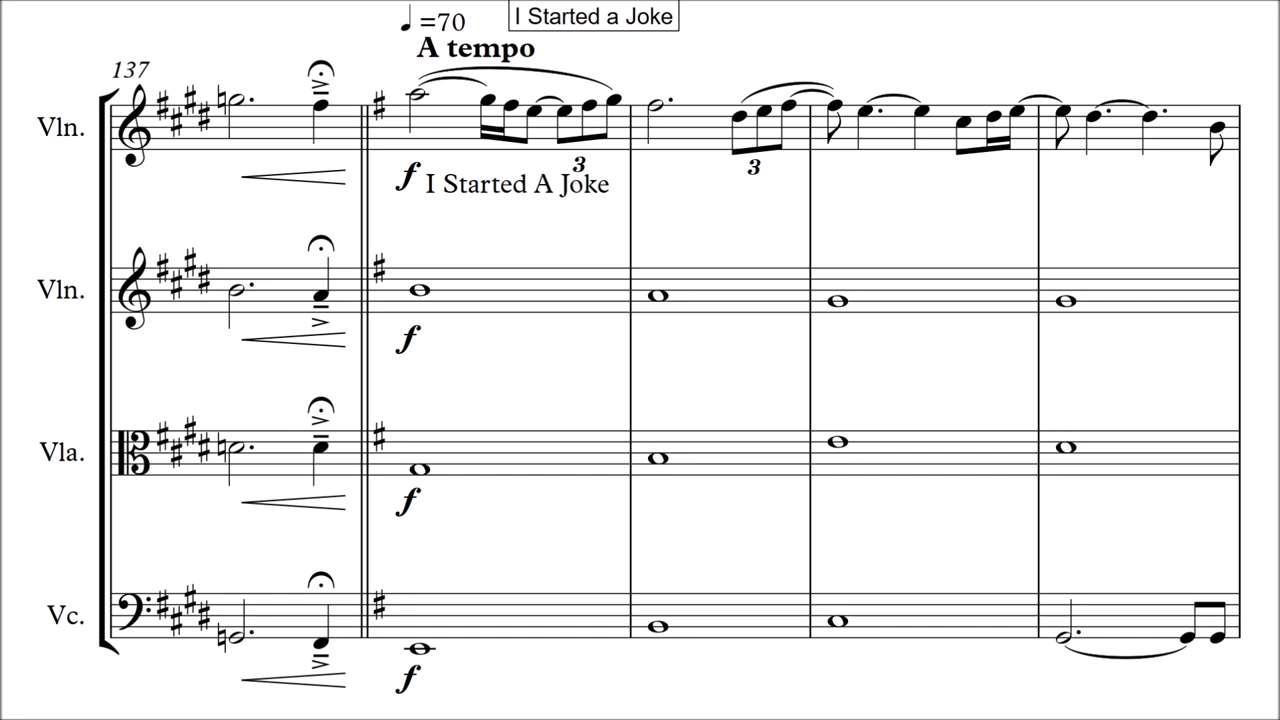 I Started a Joke
♩=70
A tempo
137
Vln.
f
I Started A Joke
3
3
Vln.
f
Vla.
f
Vc.
f